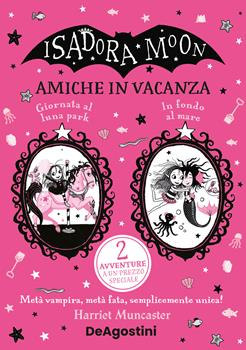 ISADORA MOON
AMICHE IN VACANZA
Giornata al
luna park
In fondo
al mare
2
AVVENTURE
A UN PREZZO
SPECIALE
Metà vampira, metà fata, semplicemente unica!
Harriet Muncaster
DeAGOSTINI